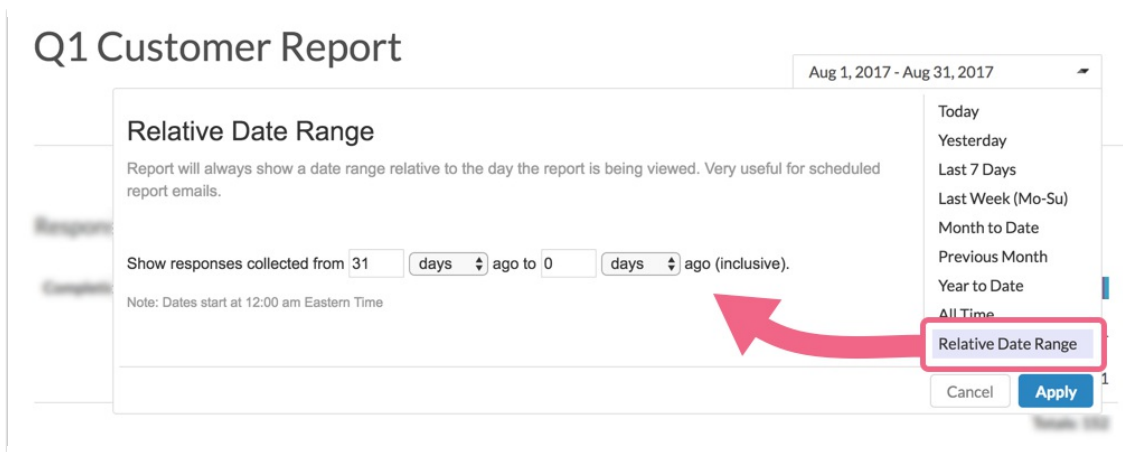 Q1 Customer Report
Aug 1, 2017 - Aug 31, 2017
Relative Date Range
Report will always show a date range relative to the day the report is being viewed. Very useful for scheduled
report emails.
Show responses collected from 31 days ago to 0 days ago (inclusive).
Note: Dates start at 12:00 am Eastern Time
Today
Yesterday
Last 7 Days
Last Week (Mo-Su)
Month to Date
Previous Month
Year to Date
All Time
Relative Date Range
Cancel Apply
1
Totals: 152